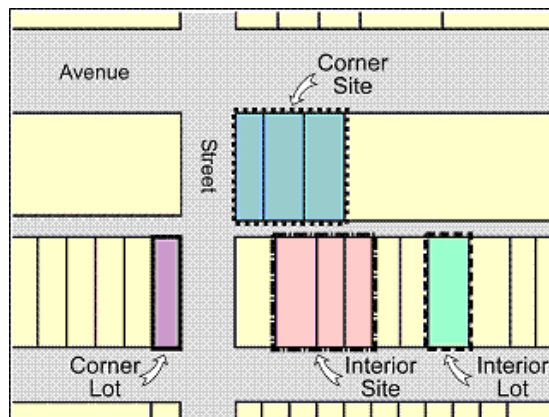 Avenue
Corner
Site
Street
Corner
Lot
Interior
Site
Interior
Lot